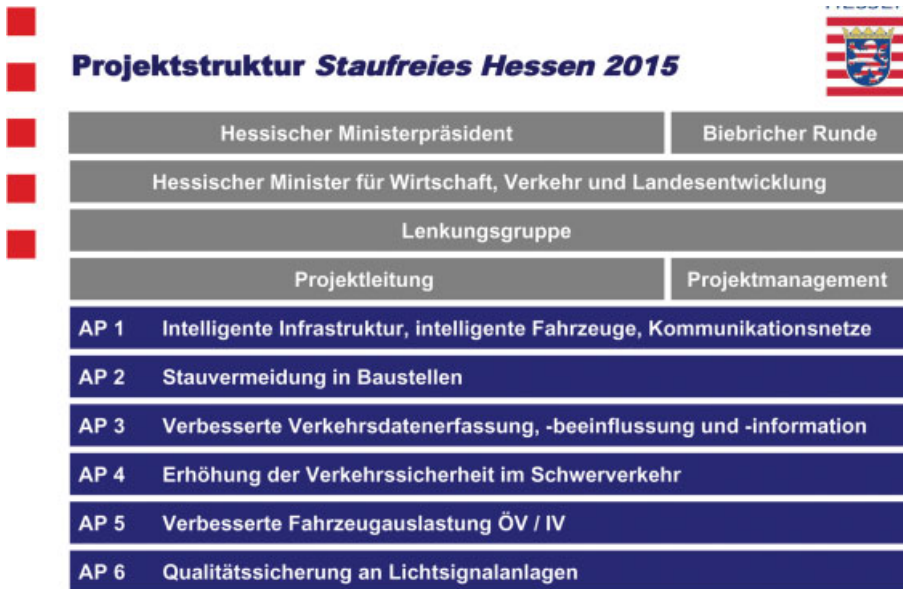 HESSEN
Projektstruktur Staufreies Hessen 2015
Hessischer Ministerpräsident
Biebricher Runde
Hessischer Minister für Wirtschaft, Verkehr und Landesentwicklung
Lenkungsgruppe
Projektleitung
Projektmanagement
AP 1 Intelligente Infrastruktur, intelligente Fahrzeuge, Kommunikationsnetze
AP 2 Stauvermeidung in Baustellen
AP 3 Verbesserte Verkehrsdatenerfassung, -beeinflussung und -information
AP 4 Erhöhung der Verkehrssicherheit im Schwerverkehr
AP 5 Verbesserte Fahrzeugauslastung ÖV / IV
AP 6 Qualitätssicherung an Lichtsignalanlagen